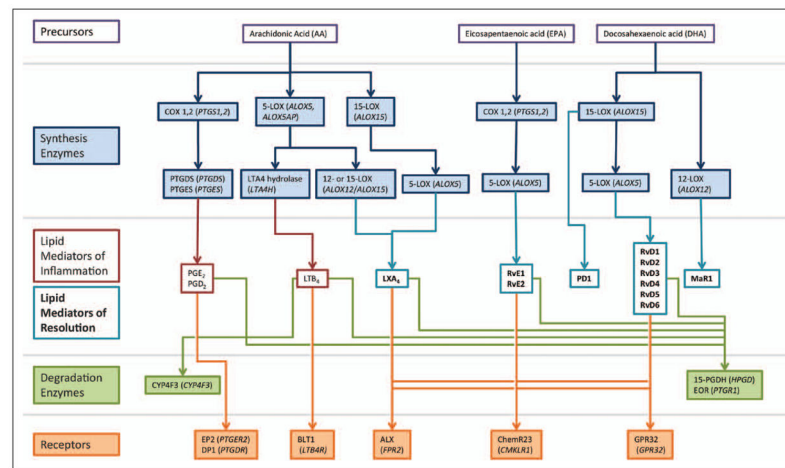 Precursors
Arachidonic Acid (AA)
Eicosapentaenoic acid (EPA)
Docosahexaenoic acid (DHA)
Synthesis
Enzymes
COX 1,2 (PTGS1,2)
5-LOX (ALOX5,
ALOX5AP)
15-LOX
(ALOX15)
COX 1,2 (PTGS1,2)
15-LOX (ALOX15)
PTGDS (PTGDS)
PTGES (PTGES)
LTA4 hydrolase
(LTA4H)
12- or 15-LOX
(ALOX12/ALOX15)
5-LOX (ALOX5)
5-LOX (ALOX5)
5-LOX (ALOX5)
12-LOX
(ALOX12)
Lipid
Mediators of
Inflammation
Lipid
Mediators of
Resolution
PGE₂
PGD₂
LTB₄
LXA₄
RvE1
RvE2
PD1
RvD1
RvD2
RvD3
RvD4
RvD5
RvD6
MaR1
Degradation
Enzymes
CYP4F3 (CYP4F3)
15-PGDH (HPGD)
EOR (PTGR1)
Receptors
EP2 (PTGER2)
DP1 (PTGDR)
BLT1
(LTB4R)
ALX
(FPR2)
ChemR23
(CMKLR1)
GPR32
(GPR32)